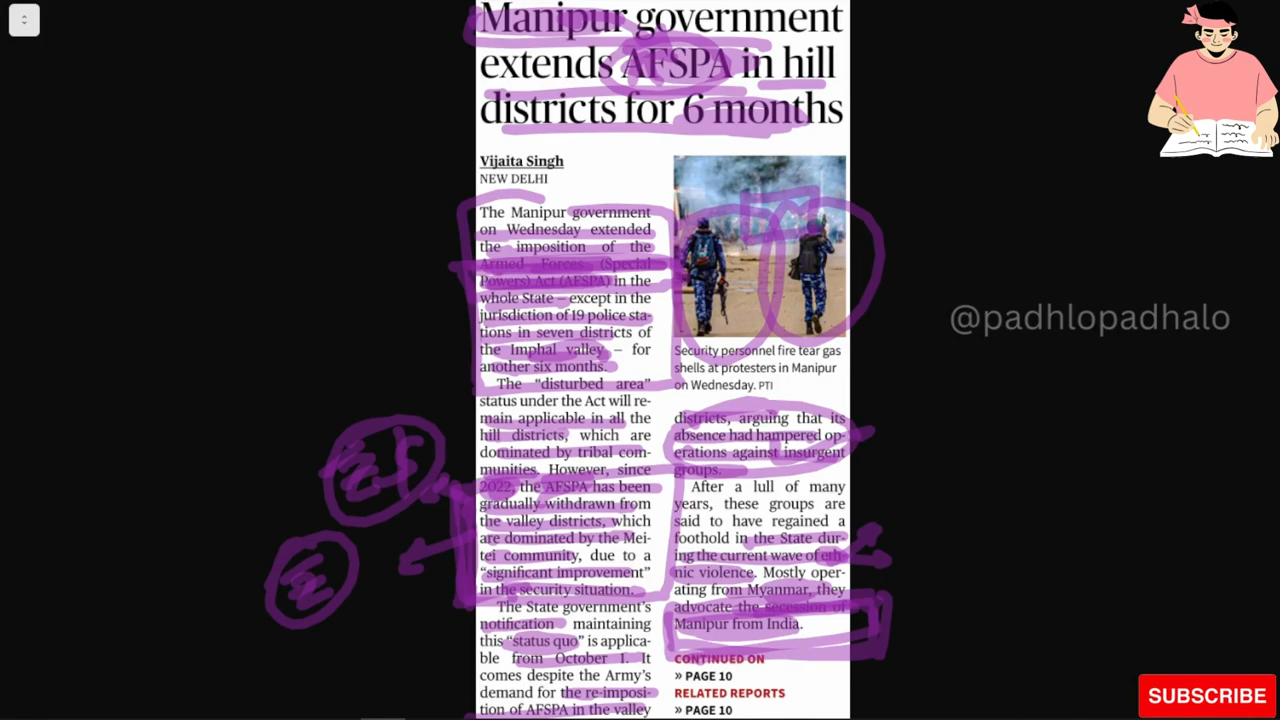 Manipur government
extends AFSPA in hill
districts for 6 months
Vijaita Singh
NEW DELHI
The Manipur government
on Wednesday extended
the imposition of the
Armed Forces (Special
Powers) Act (AFSPA) in the
whole State – except in the
jurisdiction of 19 police sta-
tions in seven districts of
the Imphal valley – for
another six months.
The “disturbed area”
status under the Act will re-
main applicable in all the
hill districts, which are
dominated by tribal com-
munities. However, since
2022, the AFSPA has been
gradually withdrawn from
the valley districts, which
are dominated by the Mei-
tei community, due to a
“significant improvement”
in the security situation.
The State government’s
notification maintaining
this “status quo” is applica-
ble from October 1. It
comes despite the Army’s
demand for the re-imposi-
tion of AFSPA in the valley
Security personnel fire tear gas
shells at protesters in Manipur
on Wednesday. PTI
districts, arguing that its
absence had hampered op-
erations against insurgent
groups.
After a lull of many
years, these groups are
said to have regained a
foothold in the State dur-
ing the current wave of eth-
nic violence. Mostly oper-
ating from Myanmar, they
advocate the secession of
Manipur from India.
CONTINUED ON
» PAGE 10
RELATED REPORTS
» PAGE 10
@padhlopadhalo
SUBSCRIBE